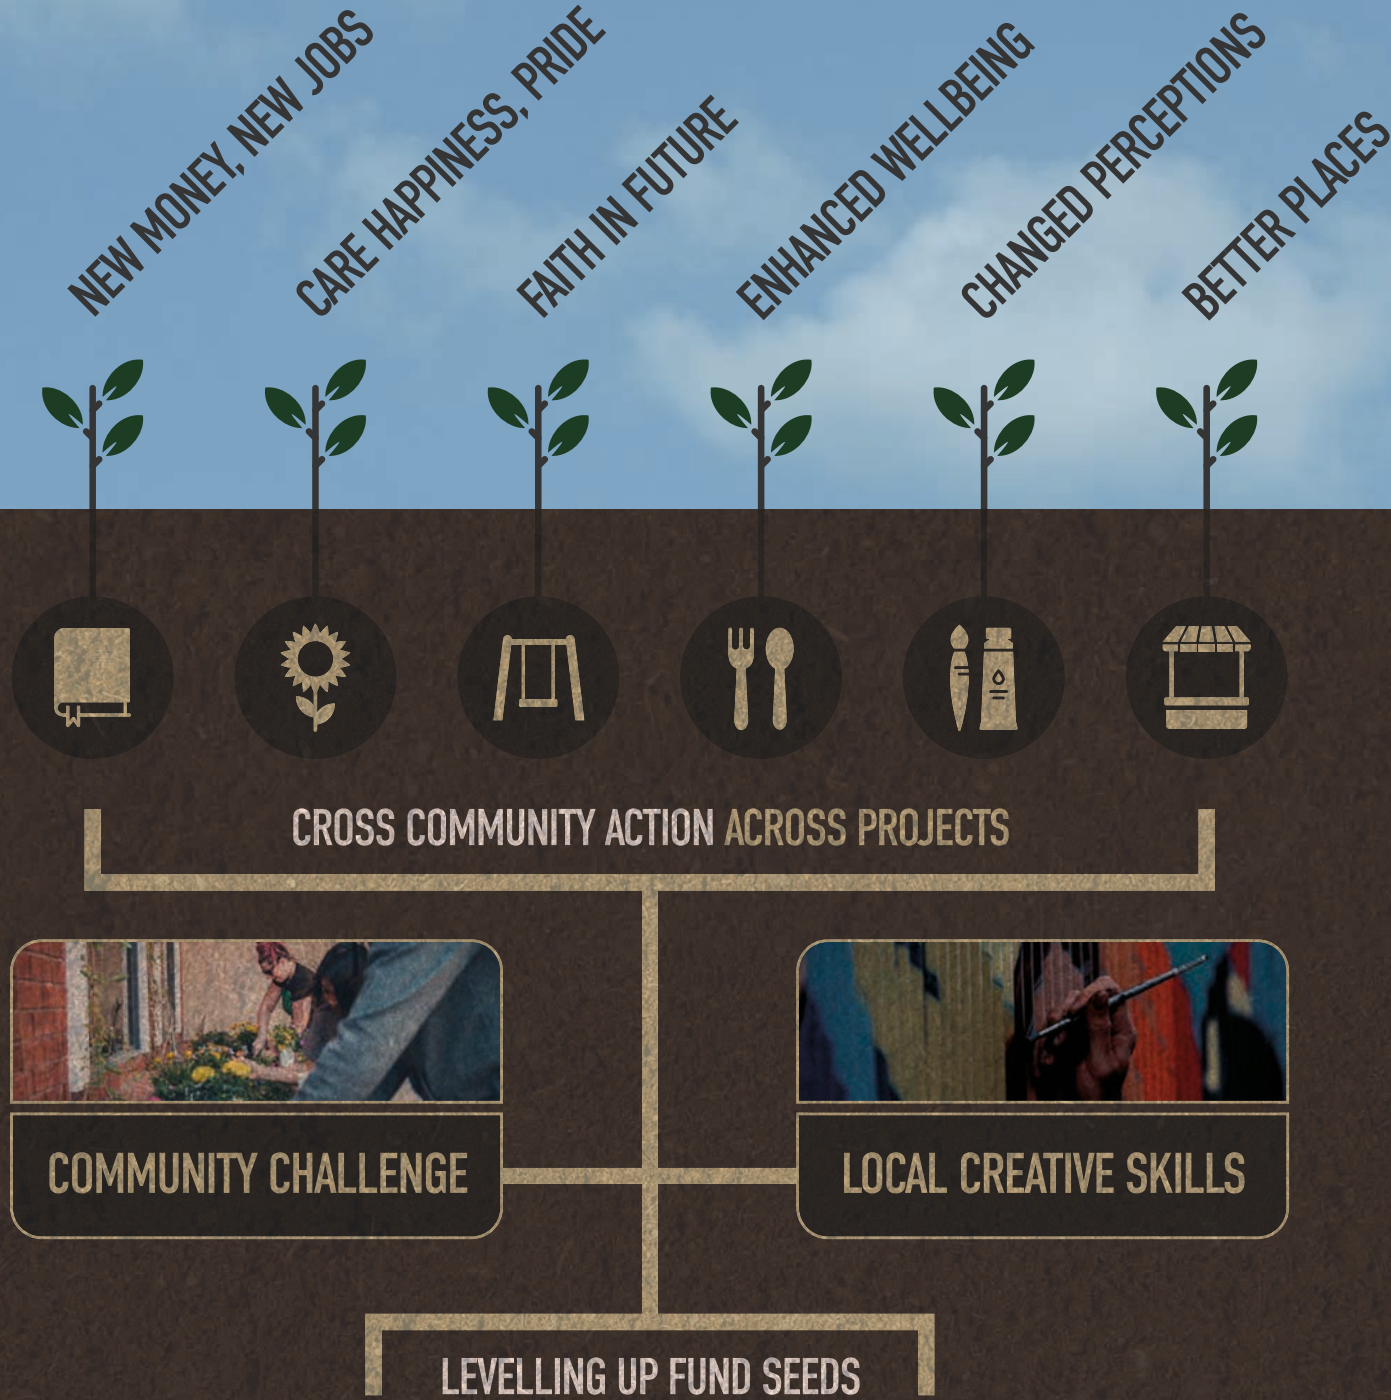 NEW MONEY, NEW JOBS
CARE HAPPINESS, PRIDE
FAITH IN FUTURE
ENHANCED WELLBEING
CHANGED PERCEPTIONS
BETTER PLACES
CROSS COMMUNITY ACTION ACROSS PROJECTS
COMMUNITY CHALLENGE
LOCAL CREATIVE SKILLS
LEVELLING UP FUND SEEDS